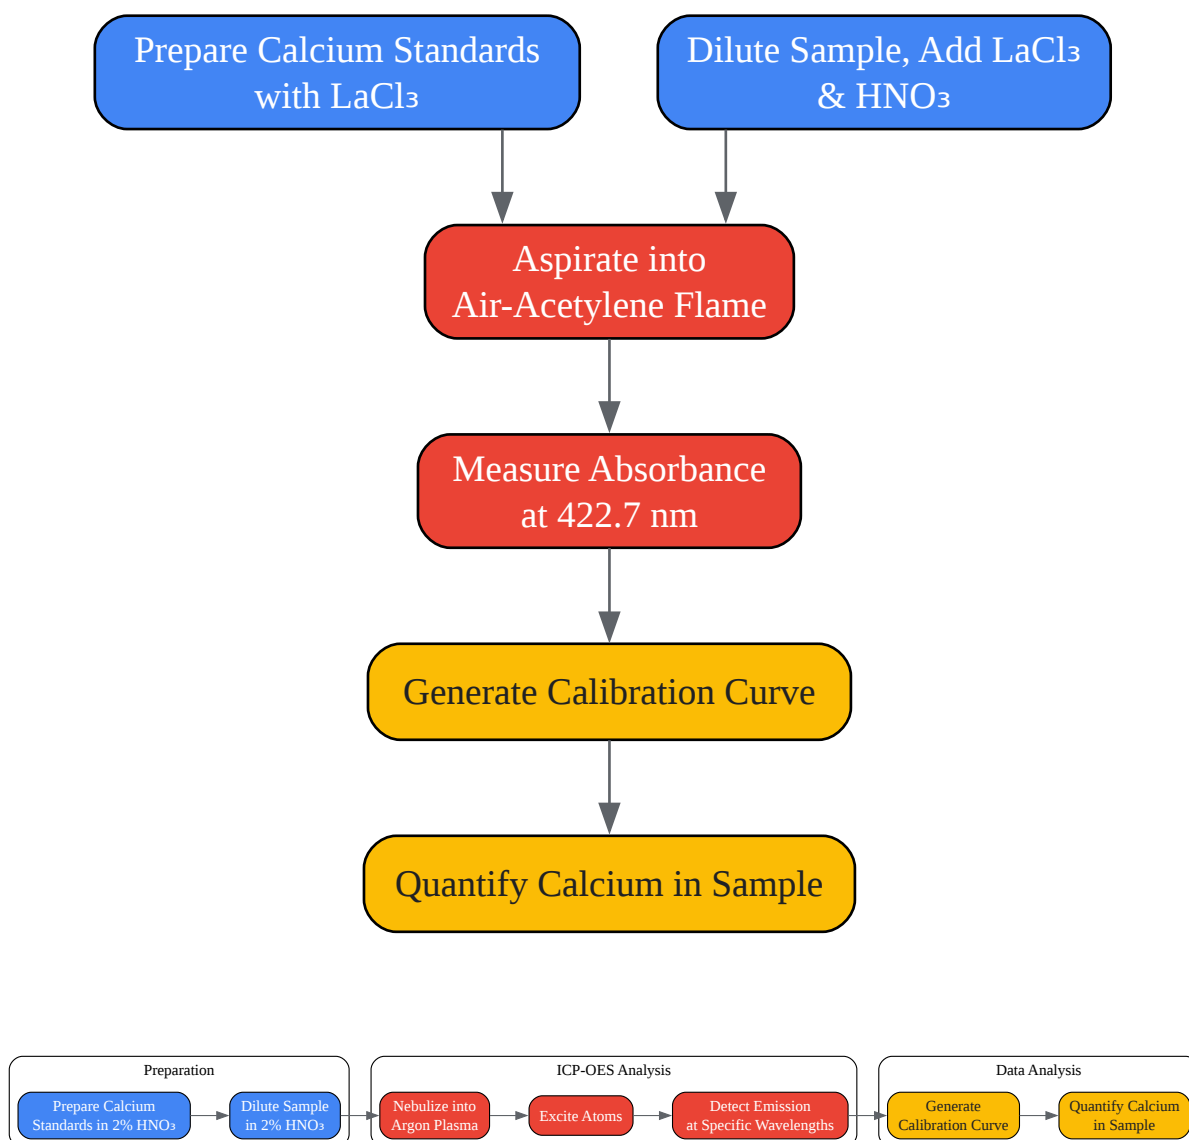 Prepare Calcium Standards
with LaCl₃
Dilute Sample, Add LaCl₃
& HNO₃
Aspirate into
Air-Acetylene Flame
Measure Absorbance
at 422.7 nm
Generate Calibration Curve
Quantify Calcium in Sample
Preparation
Prepare Calcium
Standards in 2% HNO₃
Dilute Sample
in 2% HNO₃
ICP-OES Analysis
Nebulize into
Argon Plasma
Excite Atoms
Detect Emission
at Specific Wavelengths
Data Analysis
Generate
Calibration Curve
Quantify Calcium
in Sample